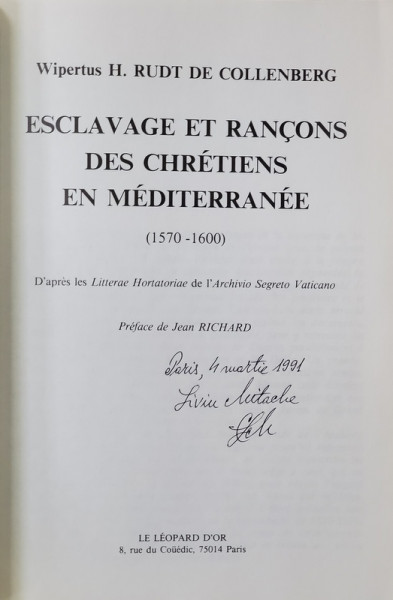 Wipertus H. RUDT DE COLLENBERG
ESCLAVAGE ET RANÇONS
DES CHRÉTIENS
EN MÉDITERRANÉE
(1570 -1600)
D'après les Litterae Hortatoriae de l'Archivio Segreto Vaticano
Préface de Jean RICHARD
Paris, 4 martie 1991
Liviu Mitache
LE LÉOPARD D'OR
8, rue du Couëdic, 75014 Paris